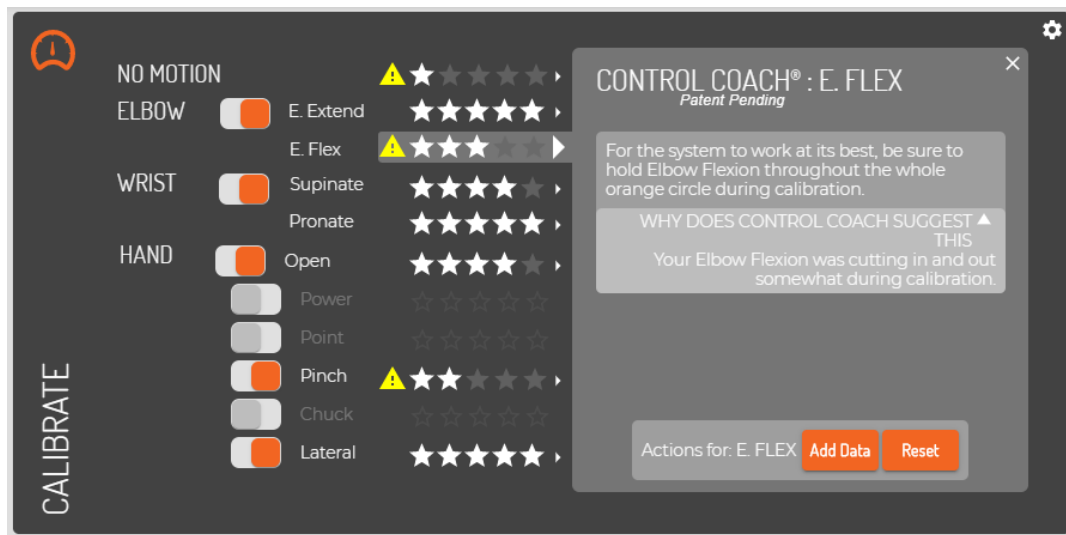 NO MOTION
ELBOW
E. Extend
E. Flex
WRIST
Supinate
Pronate
HAND
Open
Power
Point
Pinch
Chuck
Lateral
CALIBRATE
CONTROL COACH® : E. FLEX
Patent Pending
For the system to work at its best, be sure to
hold Elbow Flexion throughout the whole
orange circle during calibration.
WHY DOES CONTROL COACH SUGGEST
THIS
Your Elbow Flexion was cutting in and out
somewhat during calibration.
Actions for: E. FLEX
Add Data
Reset